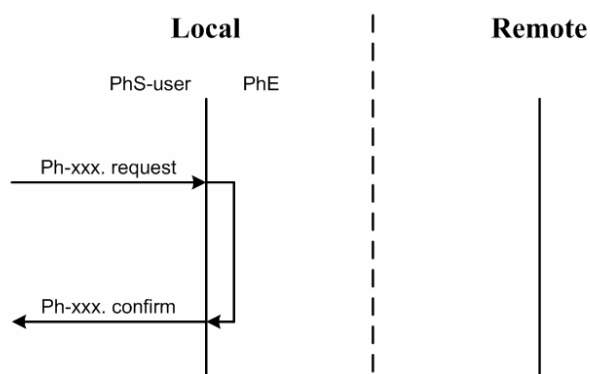 Local Remote
PhS-user PhE
Ph-xxx. request
Ph-xxx. confirm